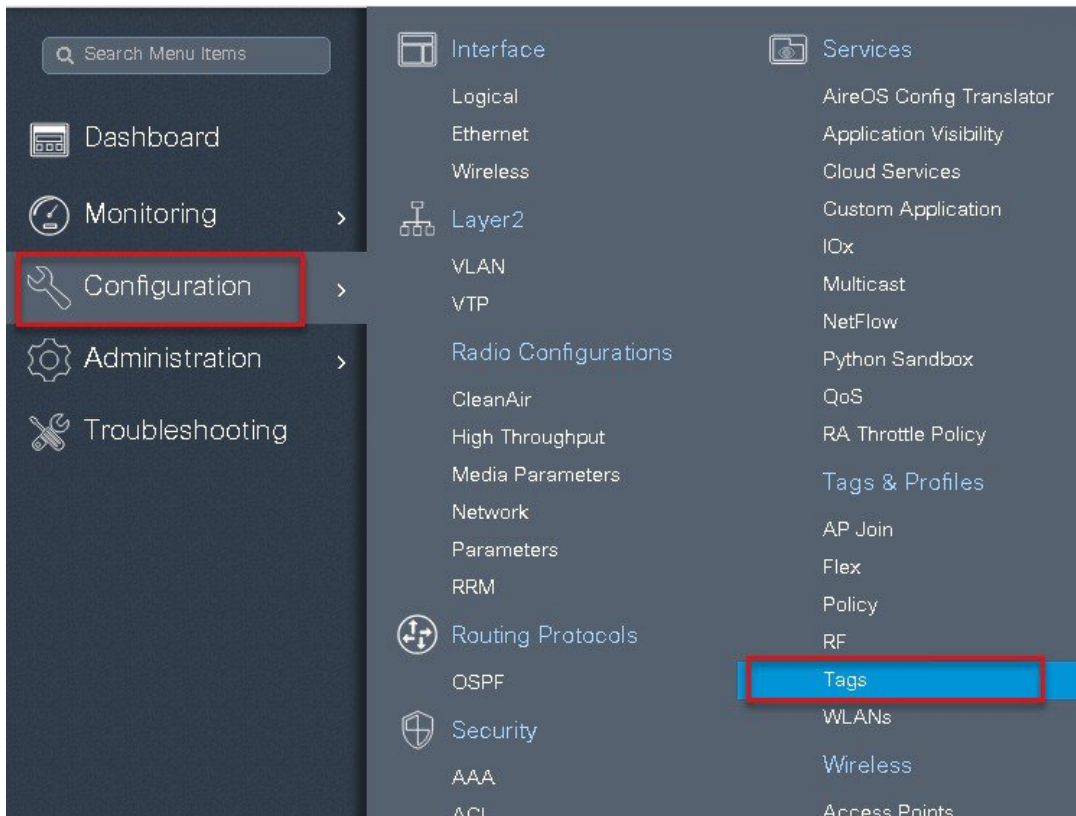 Search Menu Items
Dashboard
Monitoring
Configuration
Administration
Troubleshooting
Interface
Logical
Ethernet
Wireless
Layer2
VLAN
VTP
Radio Configurations
CleanAir
High Throughput
Media Parameters
Network
Parameters
RRM
Routing Protocols
OSPF
Security
AAA
ACL
Services
AireOS Config Translator
Application Visibility
Cloud Services
Custom Application
IOx
Multicast
NetFlow
Python Sandbox
QoS
RA Throttle Policy
Tags & Profiles
AP Join
Flex
Policy
RF
Tags
WLANs
Wireless
Access Points